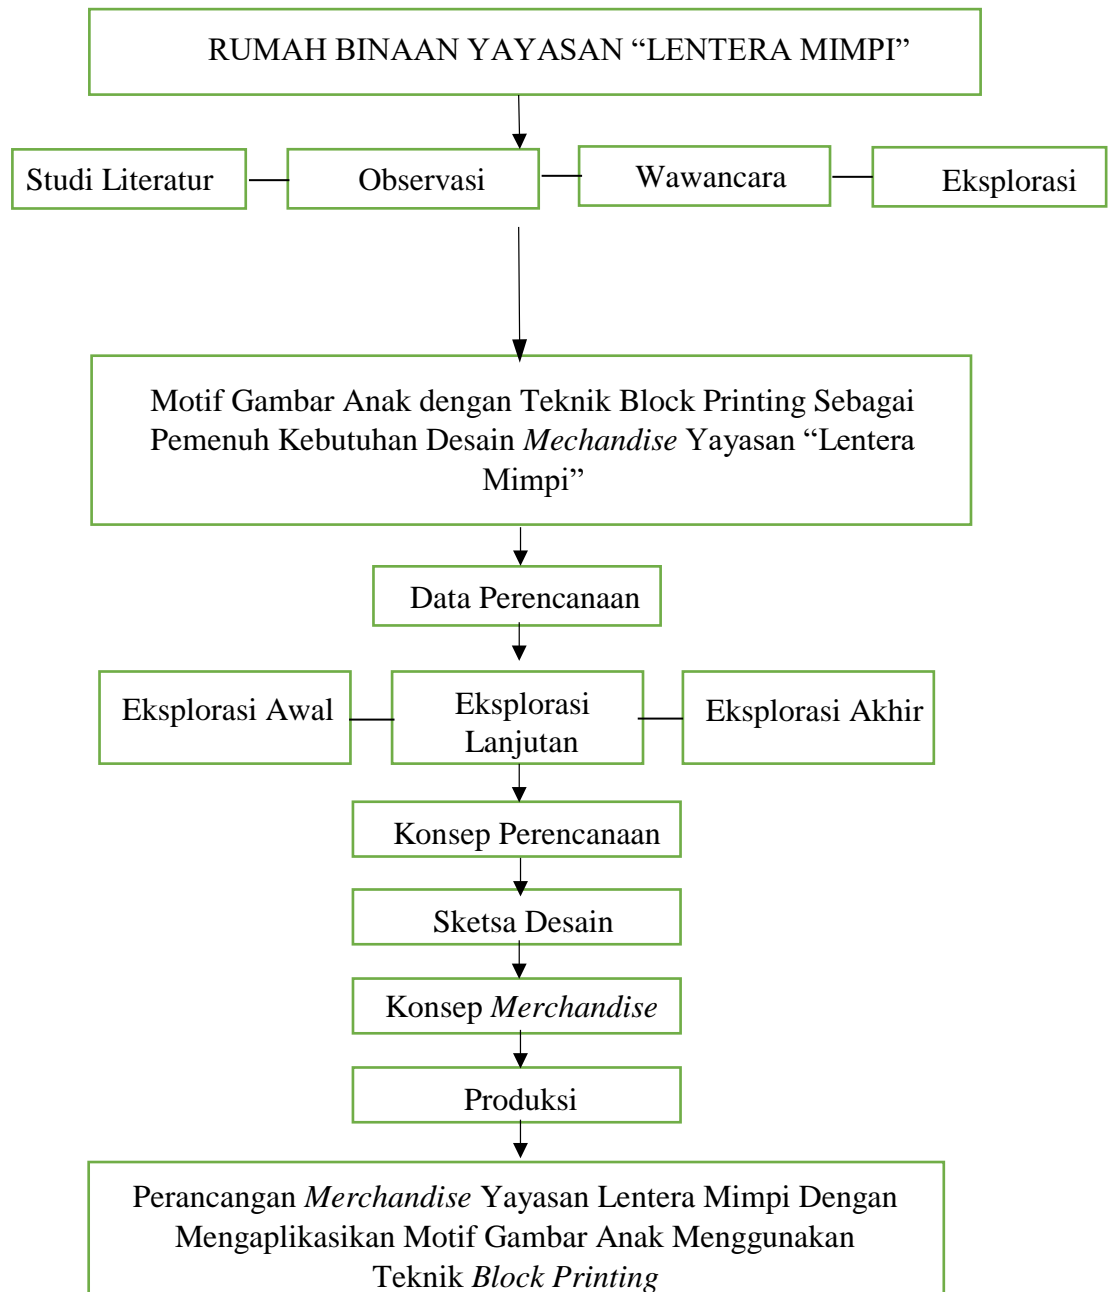 RUMAH BINAAN YAYASAN “LENTERA MIMPI”
Studi Literatur
Observasi
Wawancara
Eksplorasi
Motif Gambar Anak dengan Teknik Block Printing Sebagai
Pemenuh Kebutuhan Desain Mechandise Yayasan “Lentera
Mimpi”
Data Perencanaan
Eksplorasi Awal
Eksplorasi
Lanjutan
Eksplorasi Akhir
Konsep Perencanaan
Sketsa Desain
Konsep Merchandise
Produksi
Perancangan Merchandise Yayasan Lentera Mimpi Dengan
Mengaplikasikan Motif Gambar Anak Menggunakan
Teknik Block Printing